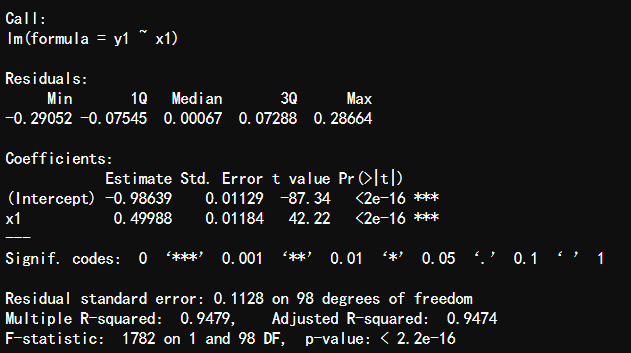 Call:
lm(formula = y1 ~ x1)
Residuals:
Min 1Q Median 3Q Max
-0.29052 -0.07545 0.00067 0.07288 0.28664
Coefficients:
Estimate Std. Error t value Pr(>|t|)
(Intercept) -0.98639 0.01129 -87.34 <2e-16 ***
x1 0.49988 0.01184 42.22 <2e-16 ***
---
Signif. codes: 0 ‘***’ 0.001 ‘**’ 0.01 ‘*’ 0.05 ‘.’ 0.1 ‘ ’ 1
Residual standard error: 0.1128 on 98 degrees of freedom
Multiple R-squared: 0.9479, Adjusted R-squared: 0.9474
F-statistic: 1782 on 1 and 98 DF, p-value: < 2.2e-16